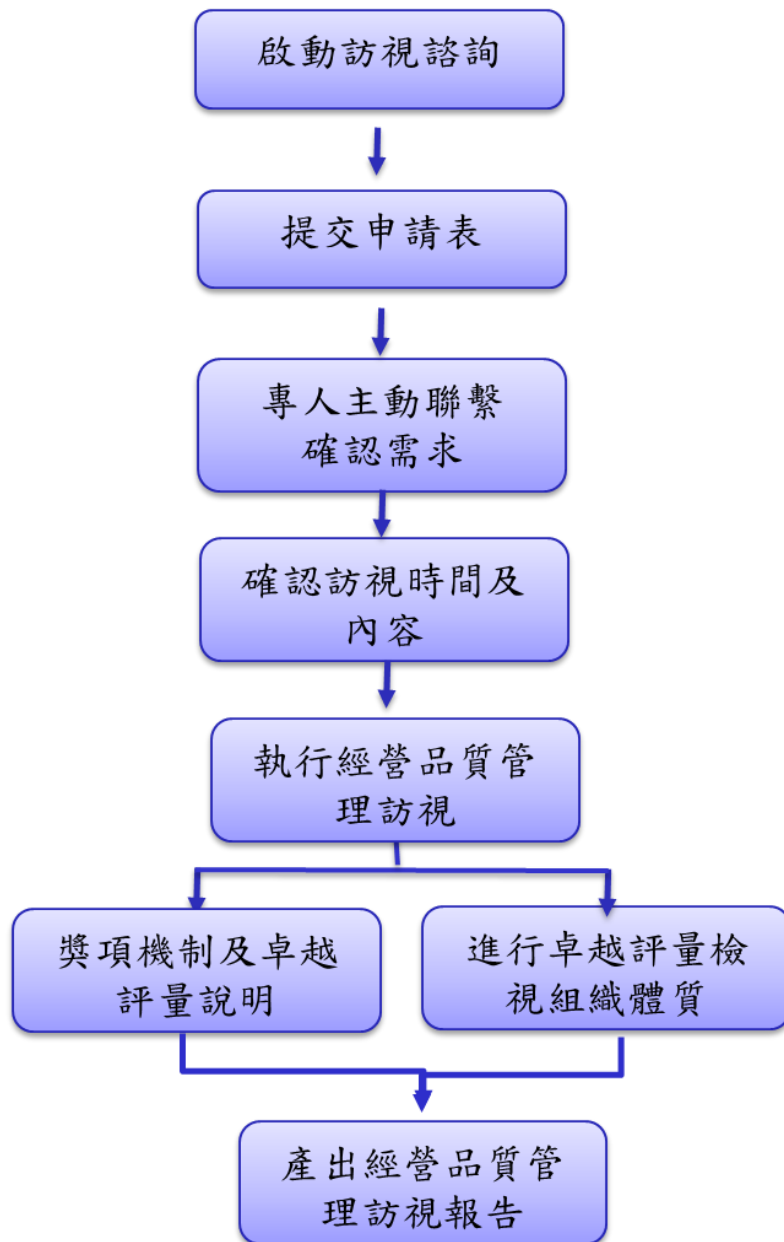 啟動訪視諮詢
提交申請表
專人主動聯繫
確認需求
確認訪視時間及
內容
執行經營品質管
理訪視
獎項機制及卓越
評量說明
進行卓越評量檢
視組織體質
產出經營品質管
理訪視報告